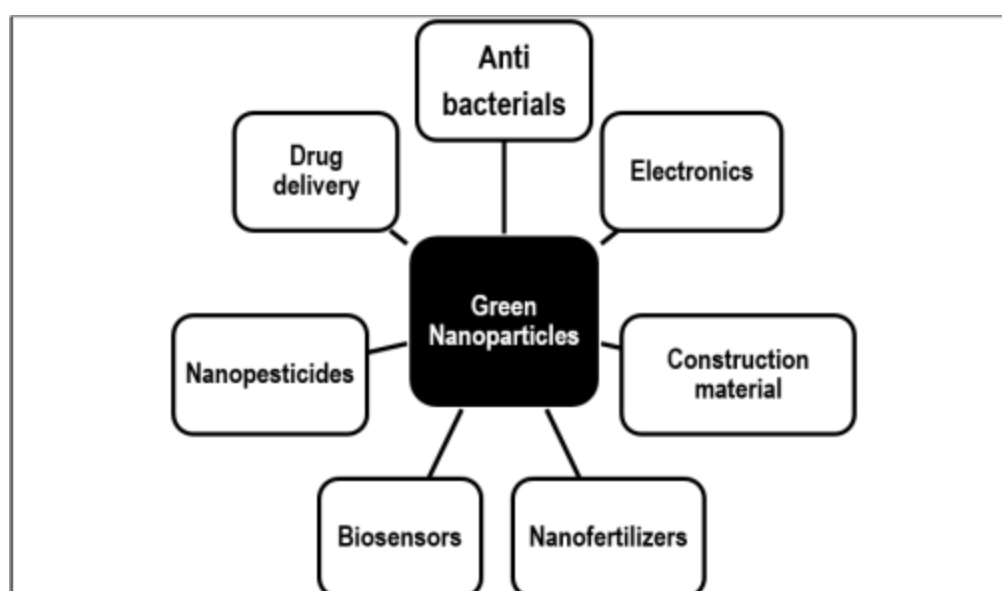 Anti
bacterials
Drug
delivery
Electronics
Green
Nanoparticles
Nanopesticides
Construction
material
Biosensors
Nanofertilizers